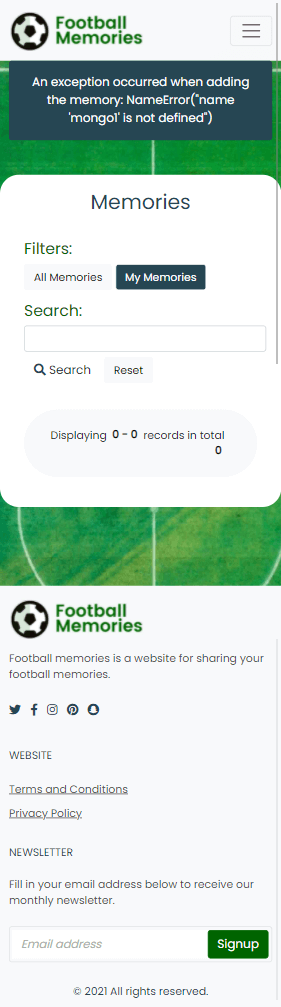 Football
Memories
An exception occurred when adding
the memory: NameError("name
'mongo1' is not defined")
Memories
Filters:
All Memories My Memories
Search:
Search Reset
Displaying 0 - 0 records in total
0
Football
Memories
Football memories is a website for sharing your
football memories.
WEBSITE
Terms and Conditions
Privacy Policy
NEWSLETTER
Fill in your email address below to receive our
monthly newsletter.
Email address Signup
© 2021 All rights reserved.